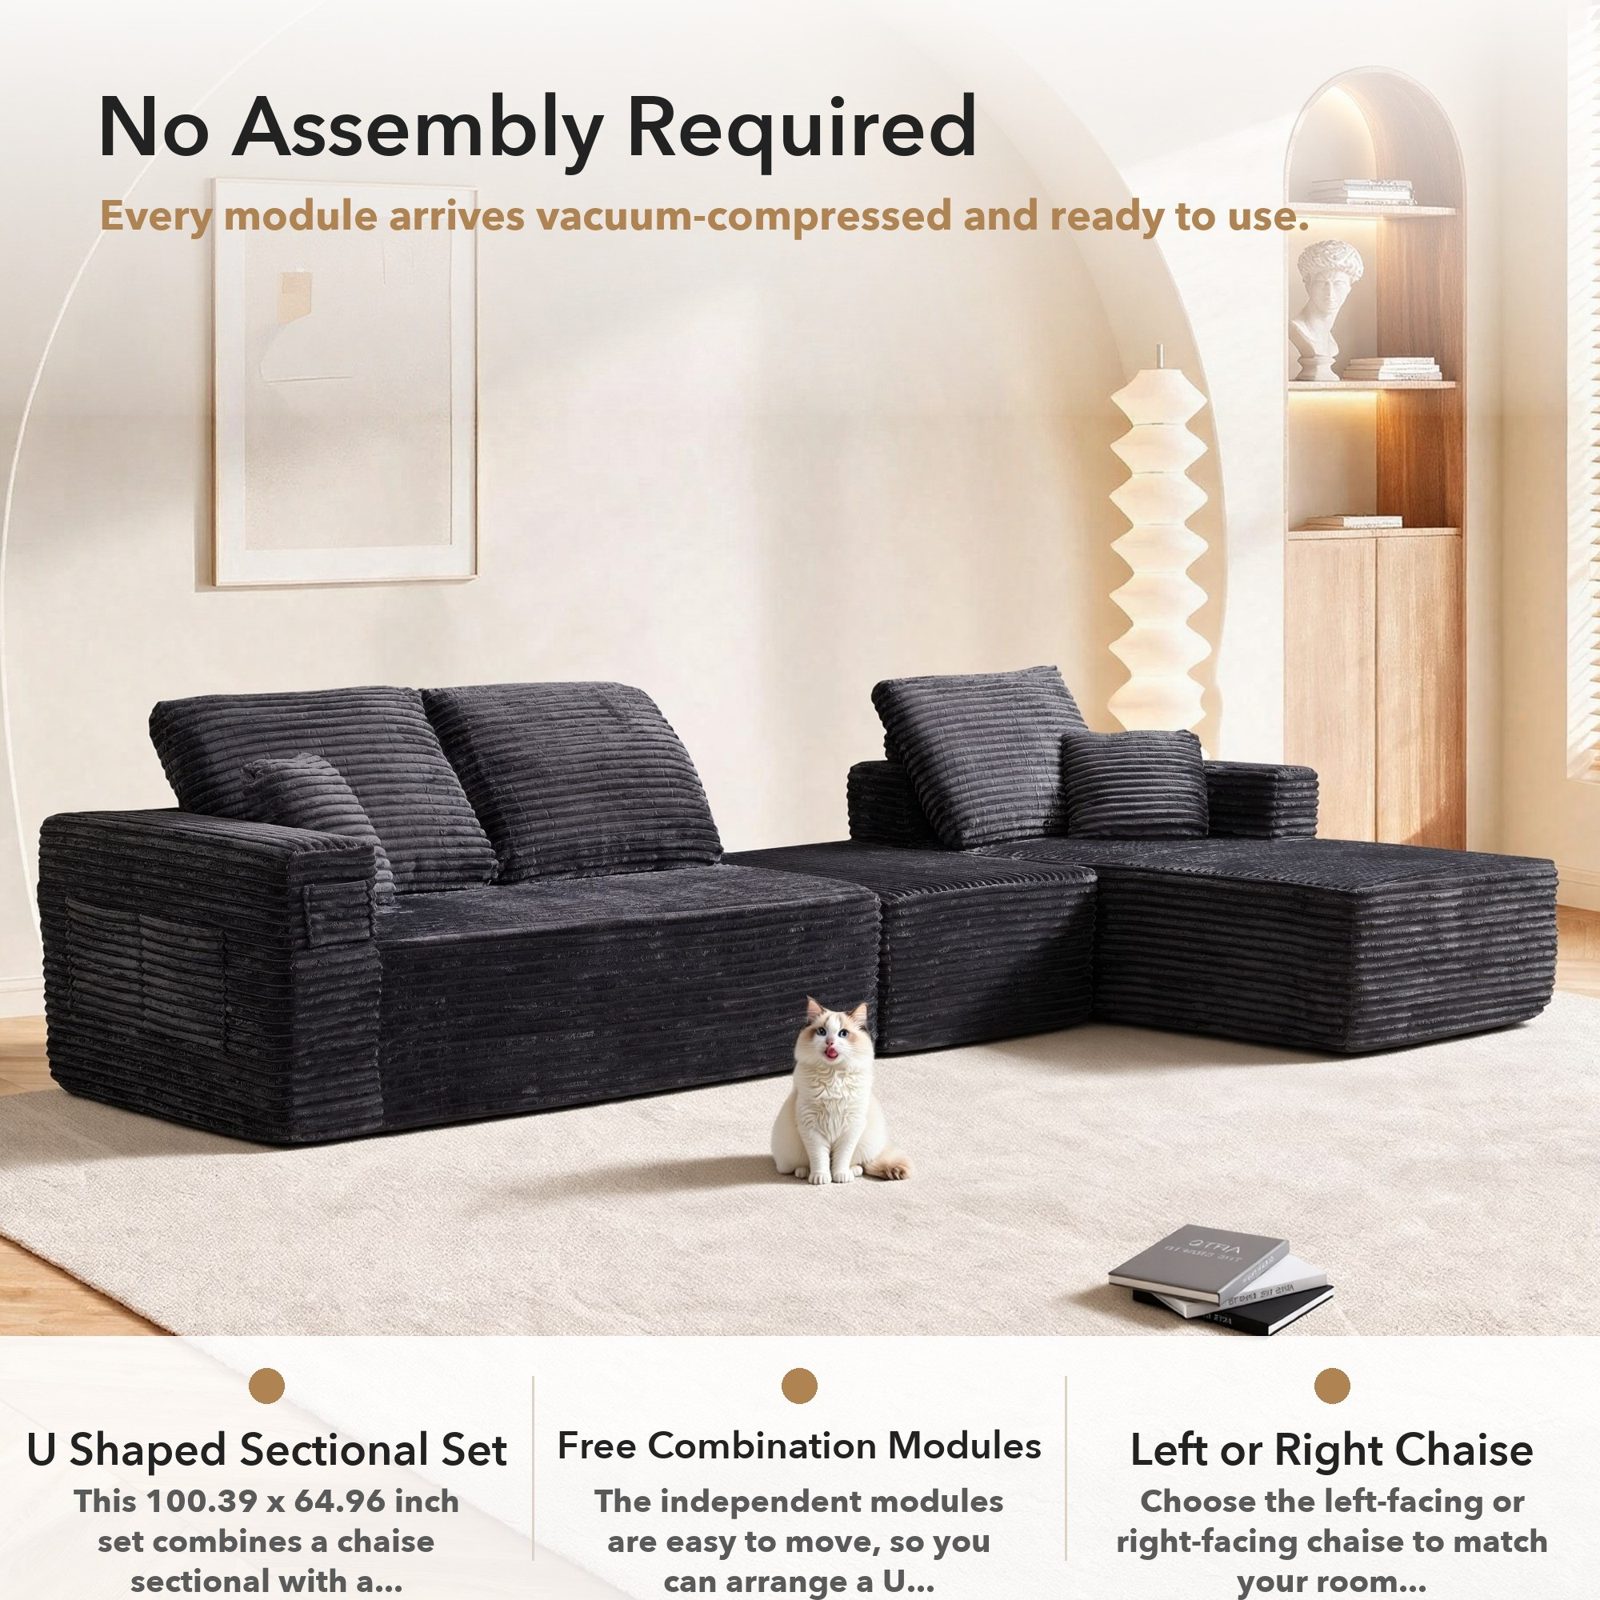 No Assembly Required
Every module arrives vacuum-compressed and ready to use.
U Shaped Sectional Set
This 100.39 x 64.96 inch
set combines a chaise
sectional with a...
Free Combination Modules
The independent modules
are easy to move, so you
can arrange a U...
Left or Right Chaise
Choose the left-facing or
right-facing chaise to match
your room...